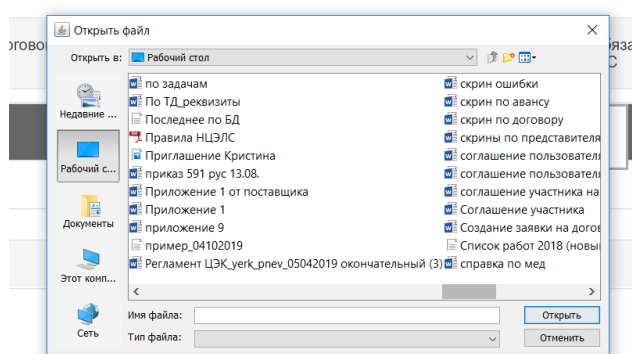 Открыть файл
Открыть в: Рабочий стол
Недавние ...
Рабочий с...
Документы
Этот комп...
Сеть
по задачам
По ТД_реквизиты
Последнее по БД
Правила НЦЭЛС
Приглашение Кристина
приказ 591 рус 13.08.
Приложение 1 от поставщика
Приложение 1
приложение 9
пример_04102019
Регламент ЦЭК_yerk_pnev_05042019 окончательный (3)
скрин ошибки
скрин по авансу
скрин по договору
скрины по представителя
соглашение пользователя
соглашение пользователя
соглашение участника на
Соглашение участника
Создание заявки на догов
Список работ 2018 (новы
справка по мед
Имя файла:
Открыть
Тип файла:
Отменить